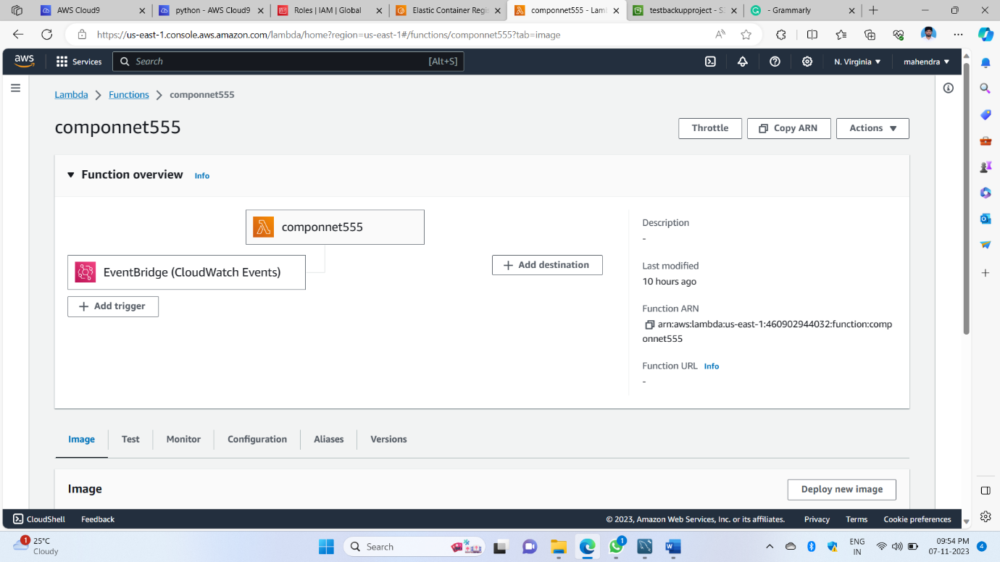 AWS Cloud9
python - AWS Cloud9
Roles | IAM | Global
Elastic Container Regi
componnet555 - Lam
testbackupproject - S
- Grammarly
https://us-east-1.console.aws.amazon.com/lambda/home?region=us-east-1#/functions/componnet555?tab=image
aws
Services
Search
[Alt+S]
N. Virginia
mahendra
Lambda > Functions > componnet555
componnet555
Throttle
Copy ARN
Actions
Function overview Info
componnet555
EventBridge (CloudWatch Events)
+ Add trigger
+ Add destination
Description
-
Last modified
10 hours ago
Function ARN
arn:aws:lambda:us-east-1:460902944032:function:comp
onnet555
Function URL Info
-
Image
Test
Monitor
Configuration
Aliases
Versions
Image
Deploy new image
CloudShell
Feedback
© 2023, Amazon Web Services, Inc. or its affiliates.
Privacy
Terms
Cookie preferences
1
25°C
Cloudy
Search
1
ENG
IN
09:54 PM
07-11-2023
4